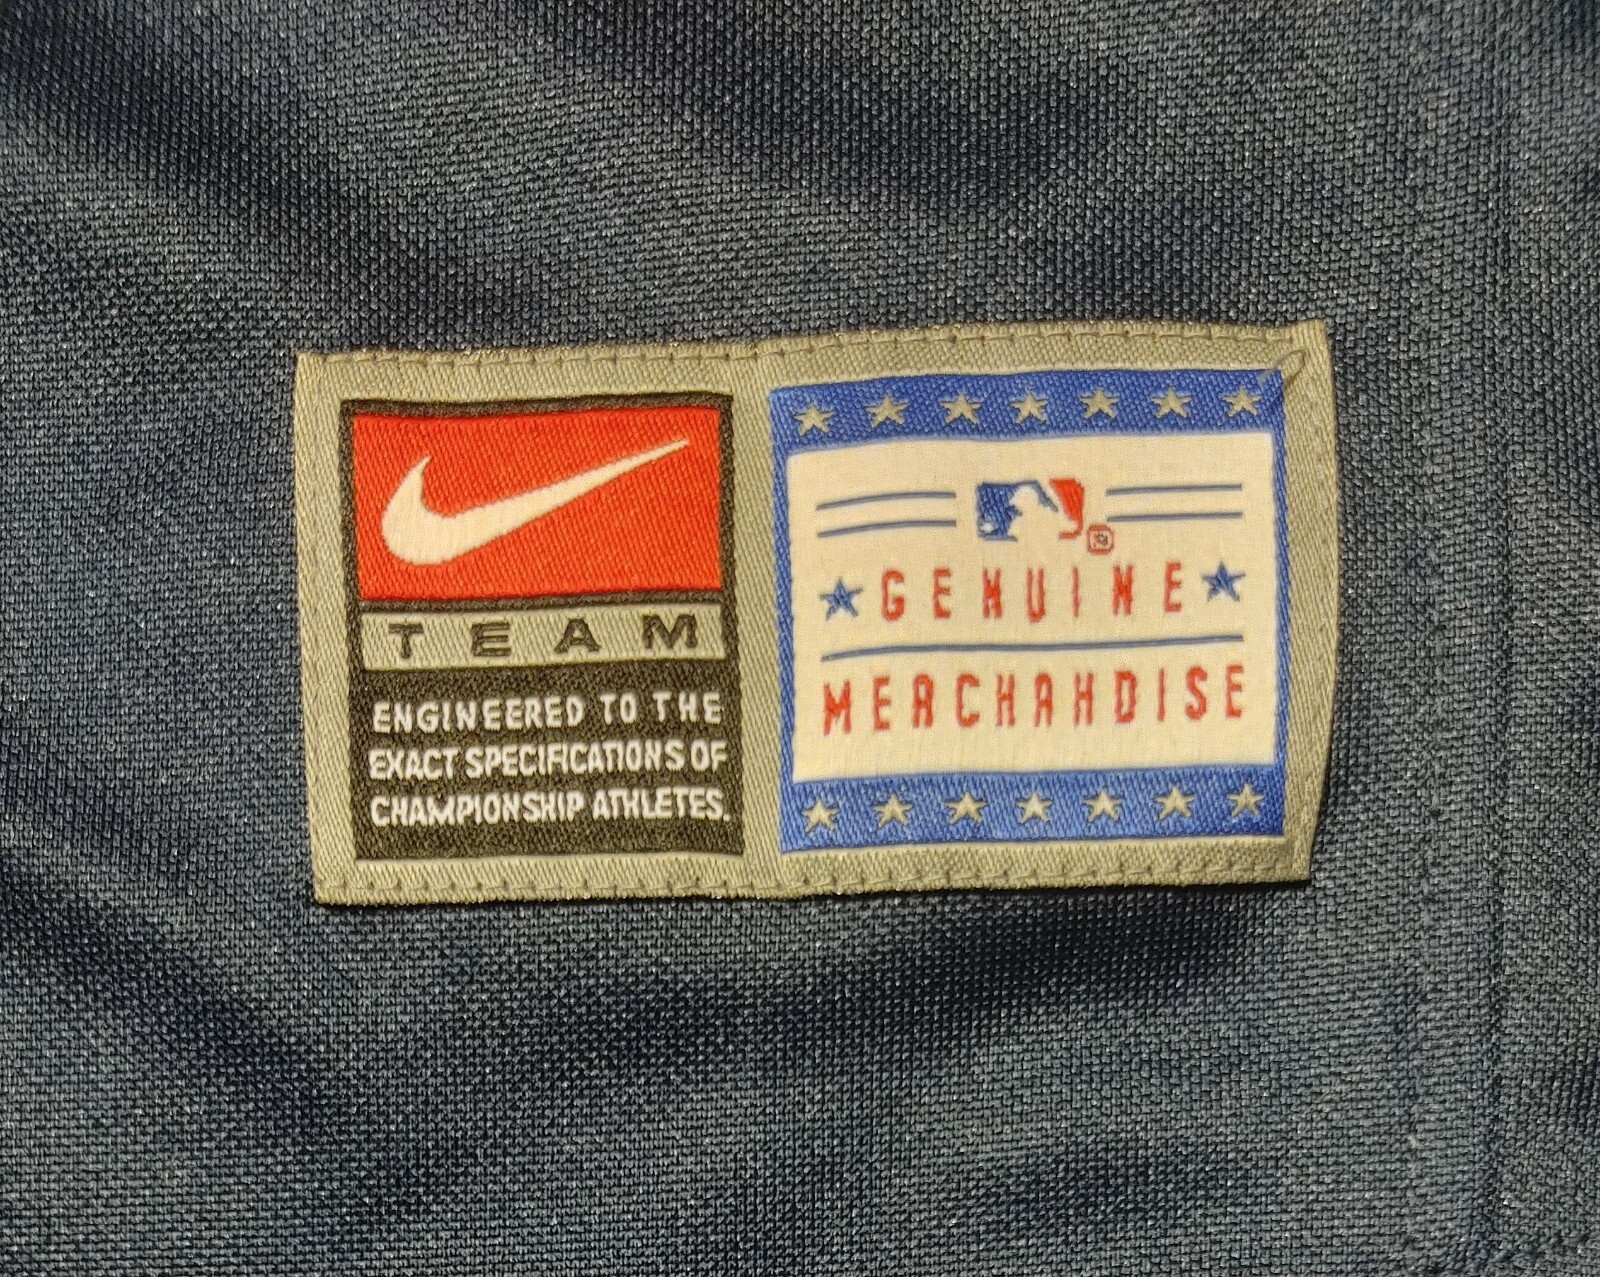 TEAM
ENGINEERED TO THE
EXACT SPECIFICATIONS OF
CHAMPIONSHIP ATHLETES.
®
GENUINE
MERCHANDISE